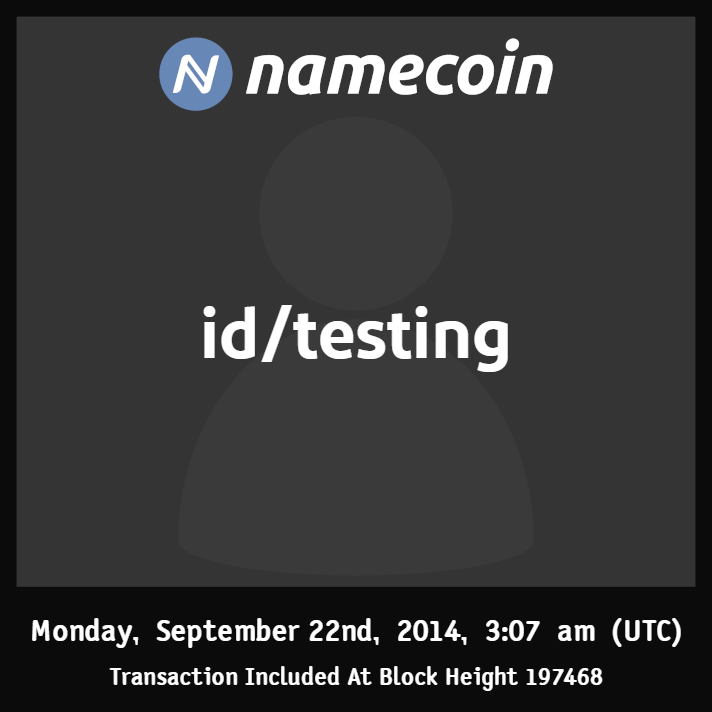 namecoin
id/testing
Monday, September 22nd, 2014, 3:07 am (UTC)
Transaction Included At Block Height 197468